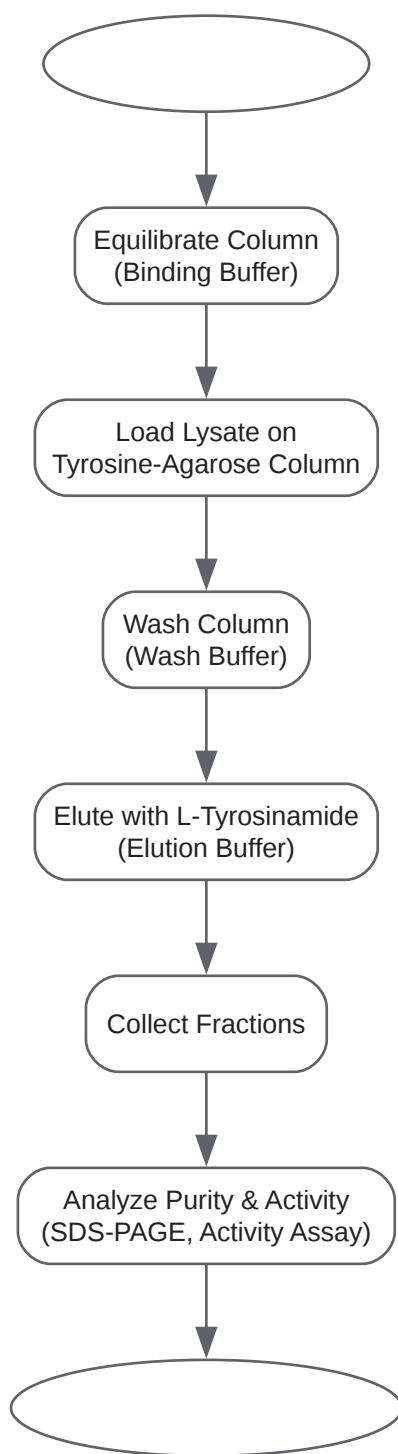 Equilibrate Column
(Binding Buffer)
Load Lysate on
Tyrosine-Agarose Column
Wash Column
(Wash Buffer)
Elute with L-Tyrosinamide
(Elution Buffer)
Collect Fractions
Analyze Purity & Activity
(SDS-PAGE, Activity Assay)